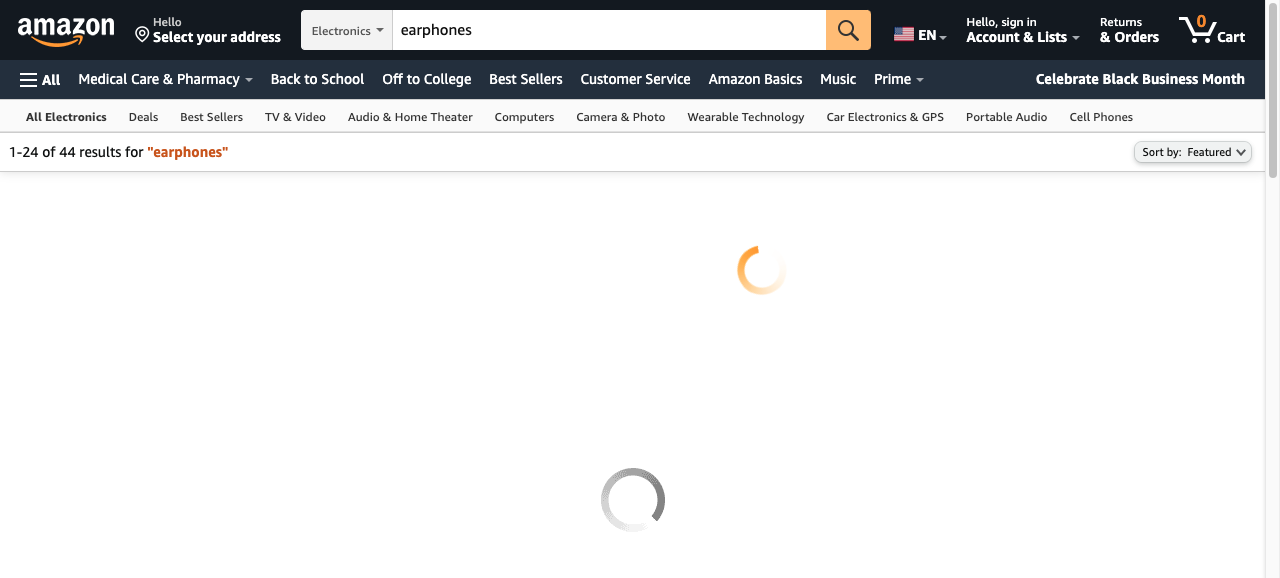 amazon
Hello
Select your address
Electronics
earphones
EN
Hello, sign in
Account & Lists
Returns
& Orders
0
Cart
All
Medical Care & Pharmacy
Back to School
Off to College
Best Sellers
Customer Service
Amazon Basics
Music
Prime
Celebrate Black Business Month
All Electronics
Deals
Best Sellers
TV & Video
Audio & Home Theater
Computers
Camera & Photo
Wearable Technology
Car Electronics & GPS
Portable Audio
Cell Phones
1-24 of 44 results for "earphones"
Sort by: Featured